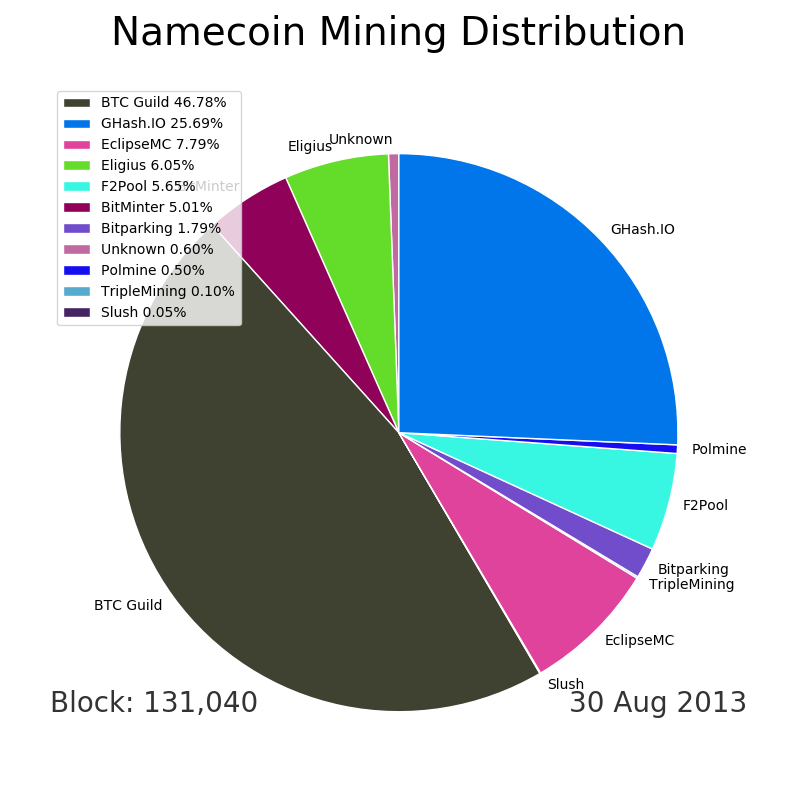 Namecoin Mining Distribution
BTC Guild 46.78%
GHash.IO 25.69%
EclipseMC 7.79%
Eligius 6.05%
F2Pool 5.65%
BitMinter 5.01%
Bitparking 1.79%
Unknown 0.60%
Polmine 0.50%
TripleMining 0.10%
Slush 0.05%
Unknown
Eligius
GHash.IO
Polmine
F2Pool
Bitparking
TripleMining
EclipseMC
Slush
BTC Guild
Block: 131,040
30 Aug 2013